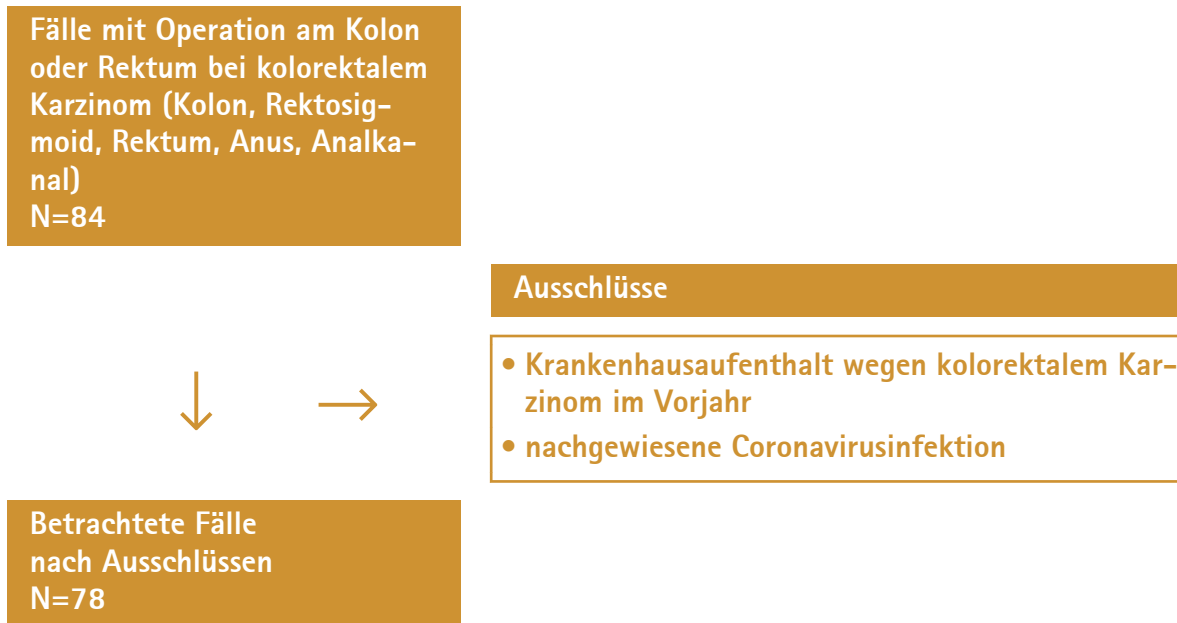 Fälle mit Operation am Kolon
oder Rektum bei kolorektalem
Karzinom (Kolon, Rektosig-
moid, Rektum, Anus, Analka-
nal)
N=84
Ausschlüsse
• Krankenhausaufenthalt wegen kolorektalem Kar-
zinom im Vorjahr
• nachgewiesene Coronavirusinfektion
Betrachtete Fälle
nach Ausschlüssen
N=78